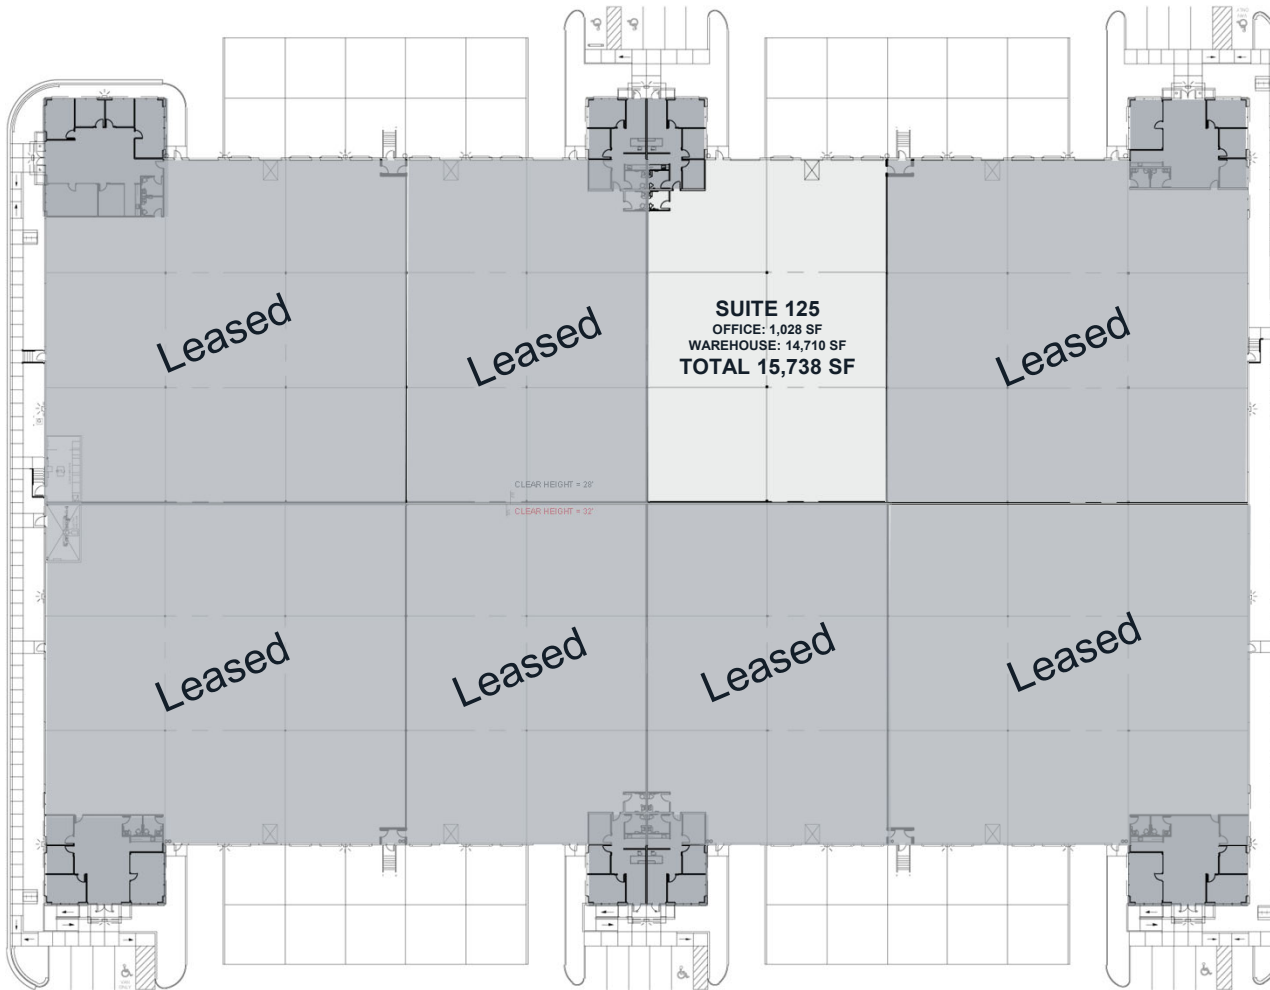 Leased
Leased
SUITE 125
OFFICE: 1,028 SF
WAREHOUSE: 14,710 SF
TOTAL 15,738 SF
Leased
CLEAR HEIGHT = 28'
CLEAR HEIGHT = 32'
Leased
Leased
Leased
Leased